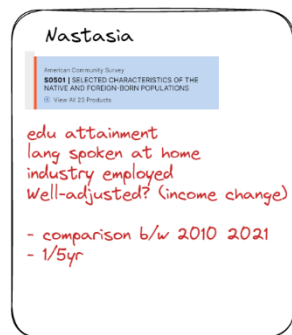 Nastasia
American Community Survey
S0501 | SELECTED CHARACTERISTICS OF THE
NATIVE AND FOREIGN-BORN POPULATIONS
View All 23 Products
edu attainment
lang spoken at home
industry employed
Well-adjusted? (income change)
- comparison b/w 2010 2021
- 1/5yr